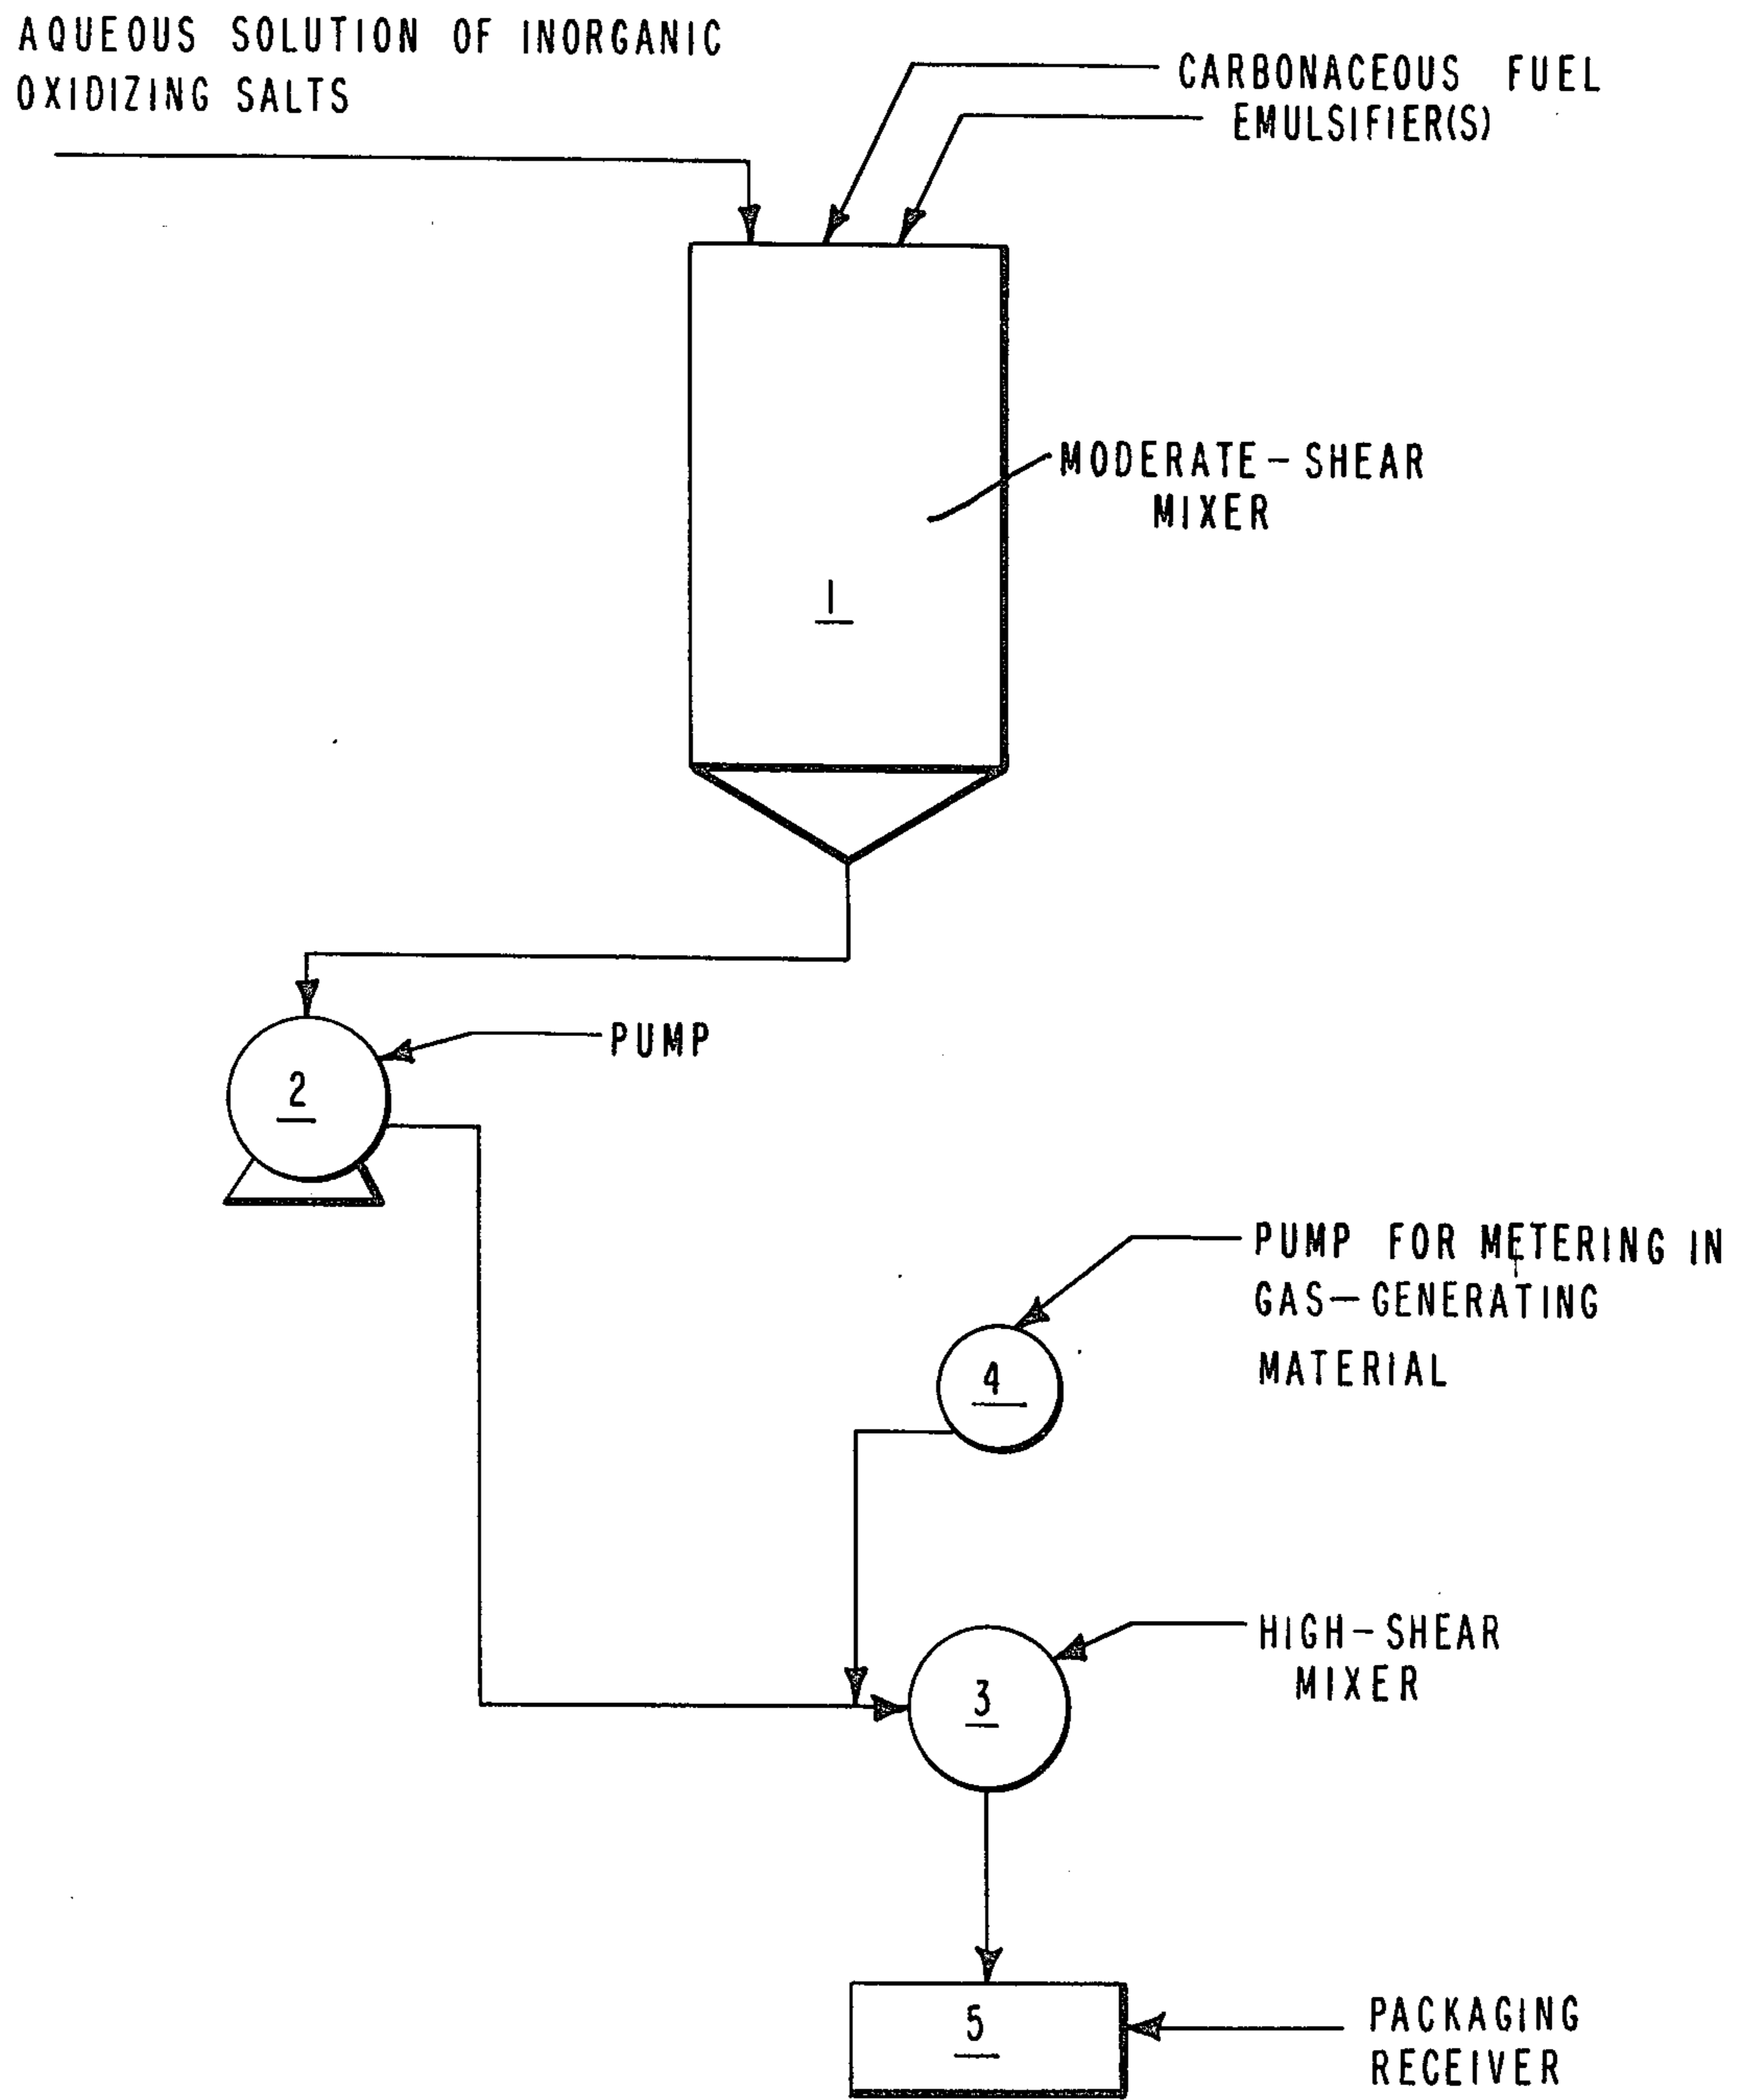 AQUEOUS SOLUTION OF INORGANIC
OXIDIZING SALTS
CARBONACEOUS FUEL
EMULSIFIER(S)
MODERATE-SHEAR
MIXER
1
PUMP
2
PUMP FOR METERING IN
GAS-GENERATING
MATERIAL
4
HIGH-SHEAR
MIXER
3
5
PACKAGING
RECEIVER